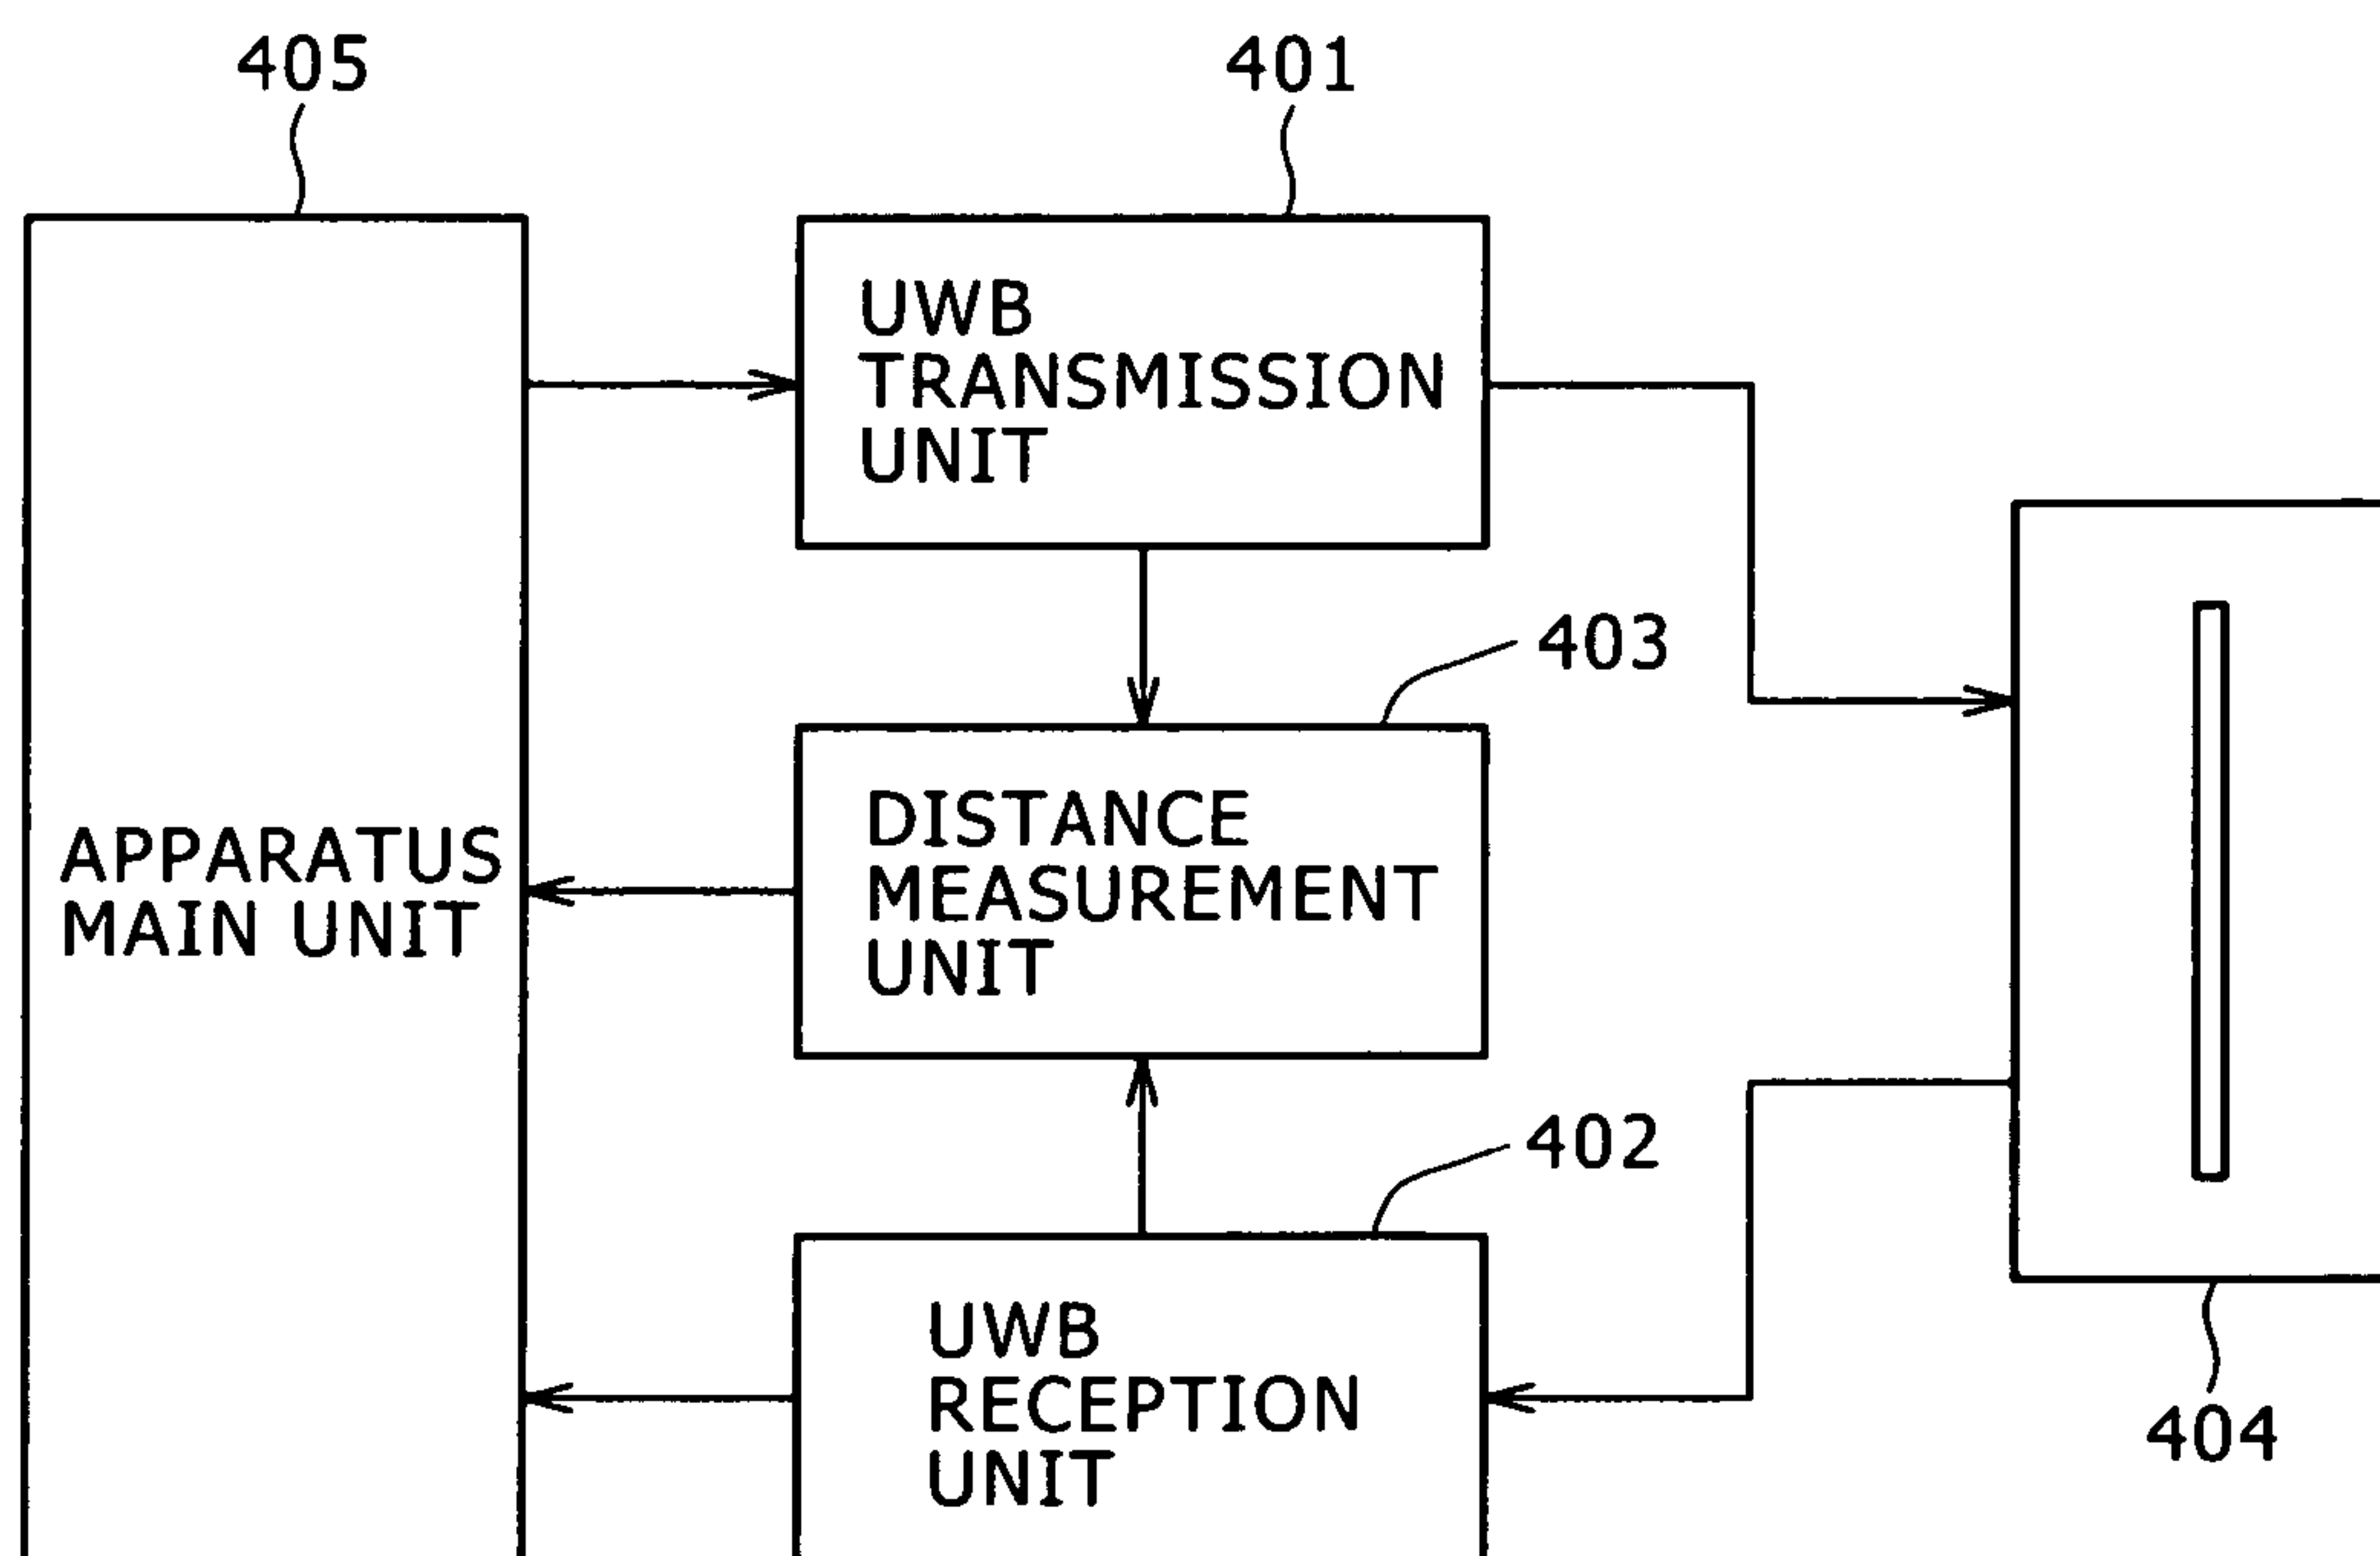 405
401
UWB
TRANSMISSION
UNIT
403
DISTANCE
MEASUREMENT
UNIT
APPARATUS
MAIN UNIT
402
UWB
RECEPTION
UNIT
404